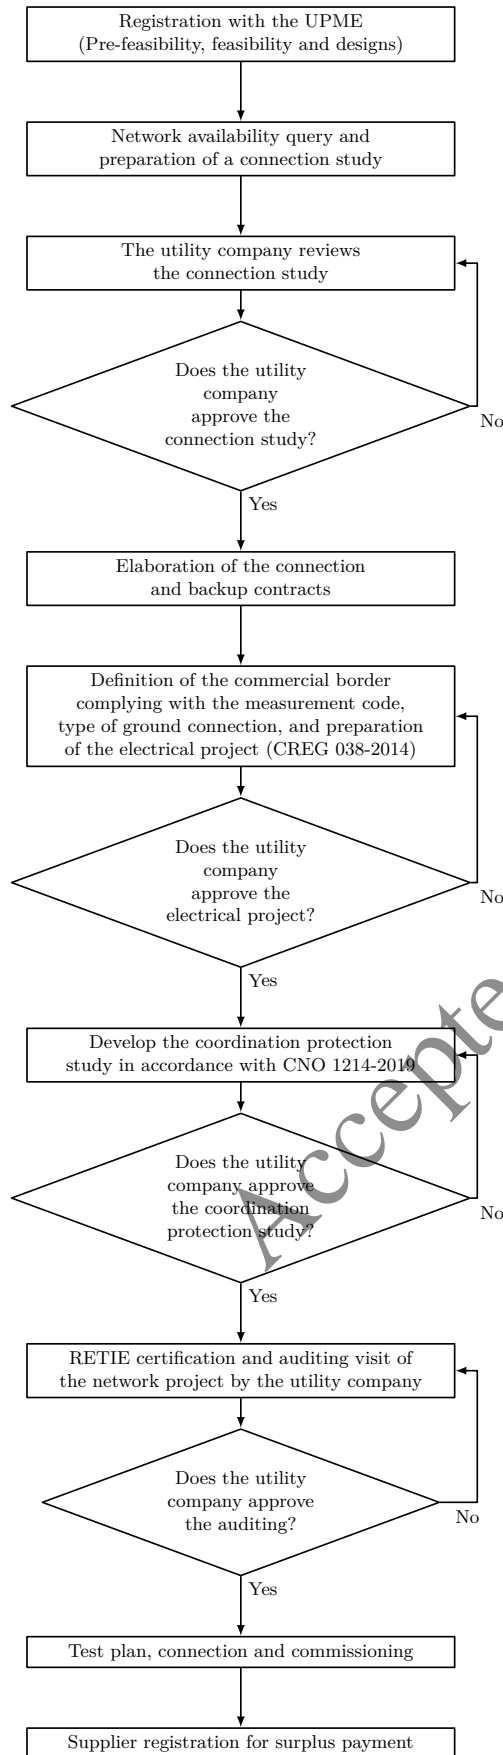 Registration with the UPME
(Pre-feasibility, feasibility and designs)
Network availability query and
preparation of a connection study
The utility company reviews
the connection study
Does the utility
company
approve the
connection study?
No
Yes
Elaboration of the connection
and backup contracts
Definition of the commercial border
complying with the measurement code,
type of ground connection, and preparation
of the electrical project (CREG 038-2014)
Does the utility
company
approve the
electrical project?
No
Yes
Develop the coordination protection
study in accordance with CNO 1214-2019
Does the utility
company approve
the coordination
protection study?
No
Yes
RETIE certification and auditing visit of
the network project by the utility company
Does the utility
company approve
the auditing?
No
Yes
Test plan, connection and commissioning
Supplier registration for surplus payment